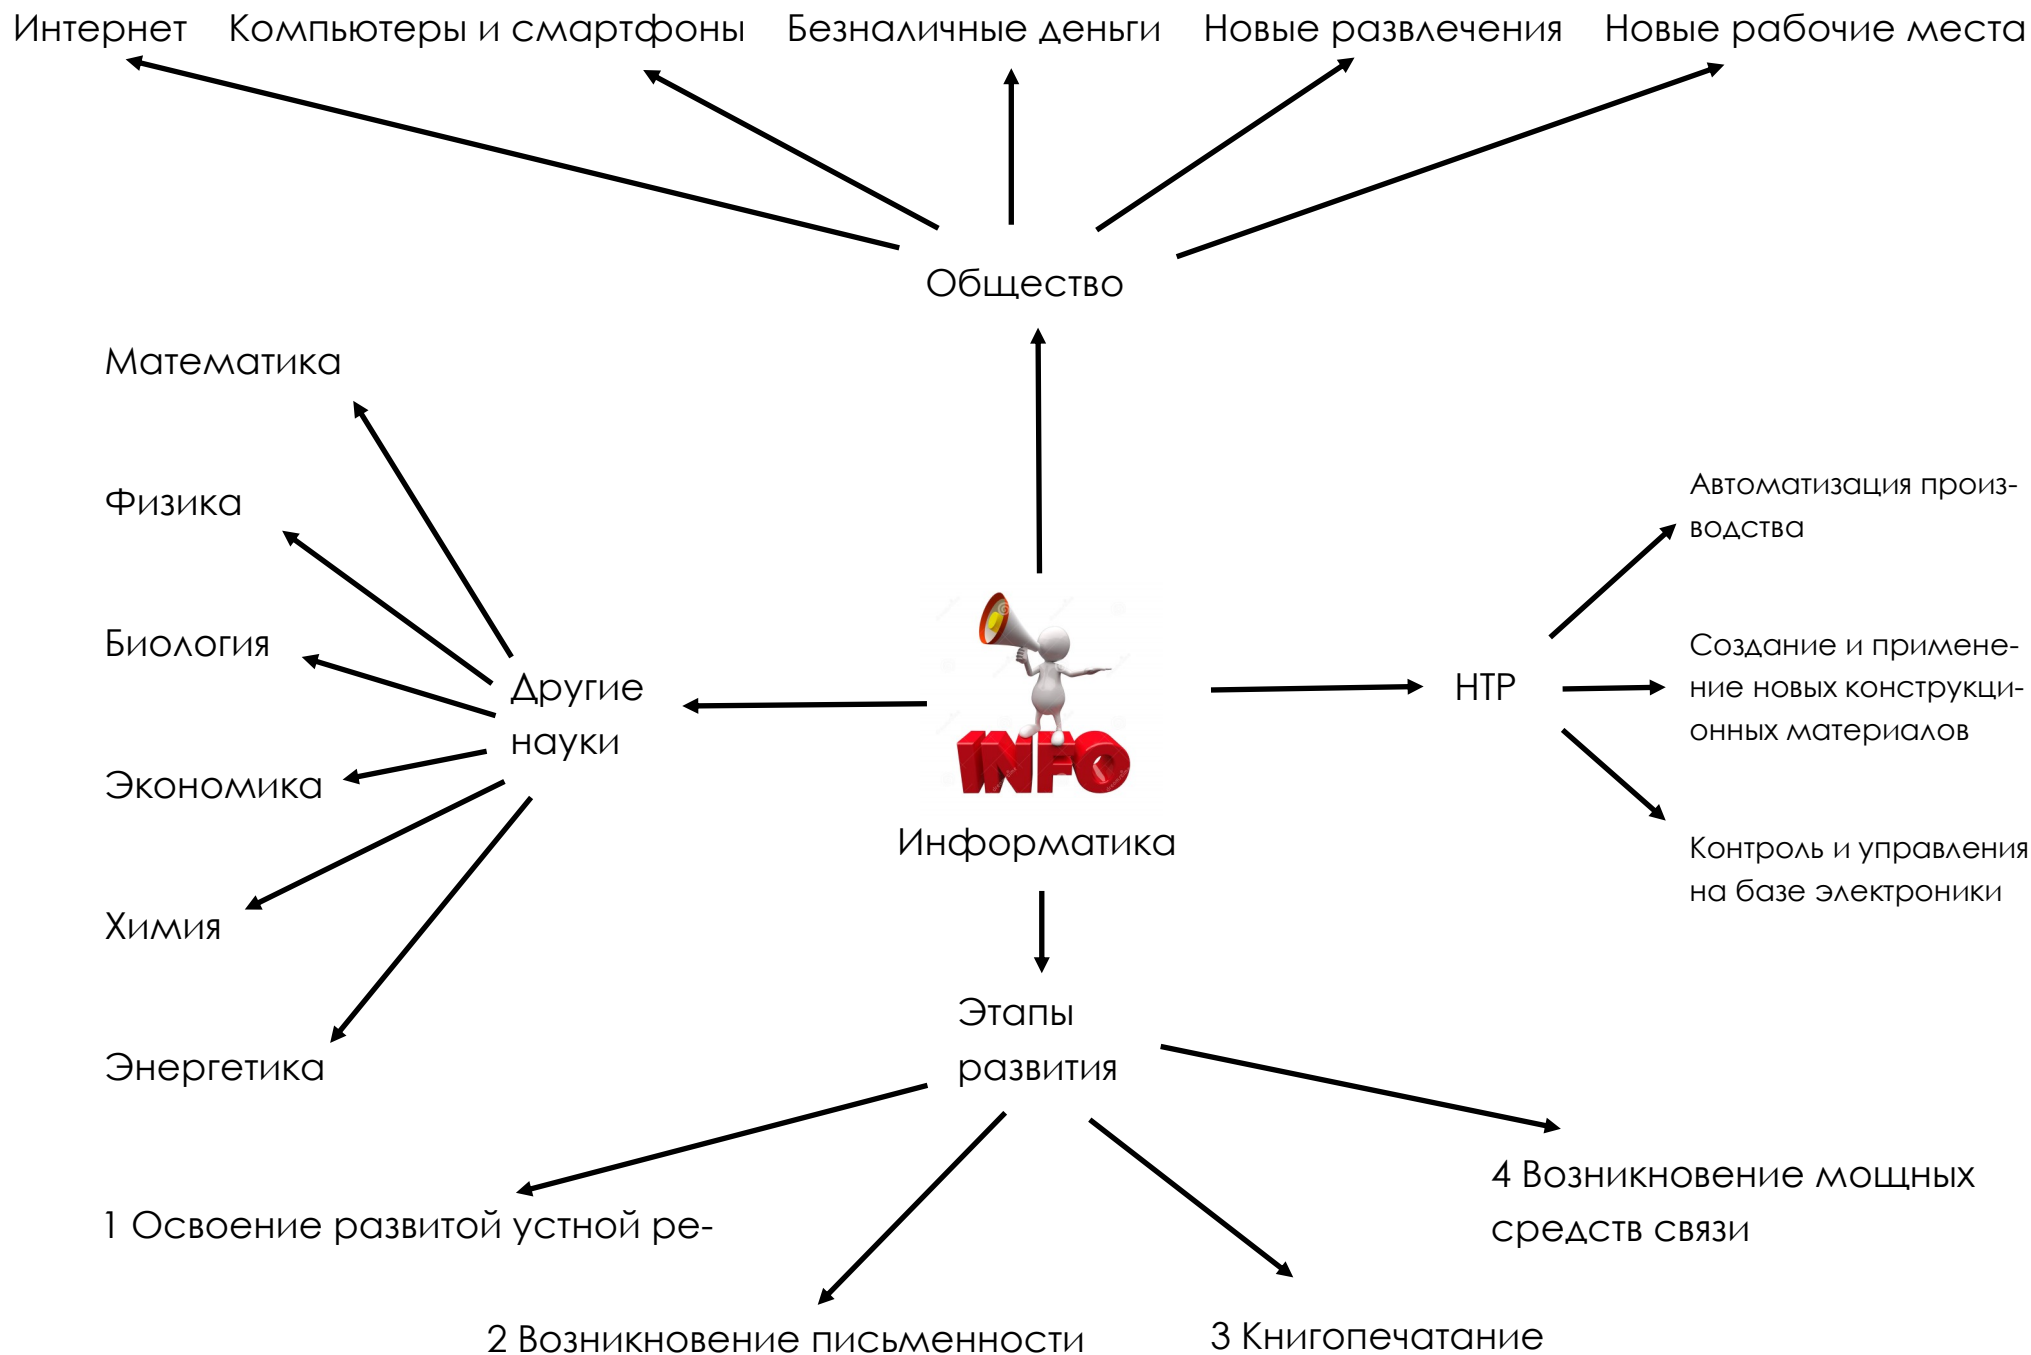 Интернет Компьютеры и смартфоны Безналичные деньги Новые развлечения Новые рабочие места
Общество
Математика
Физика
Биология
Экономика
Химия
Энергетика
Другие
науки
INFO
Информатика
НТР
Автоматизация произ-
водства
Создание и примене-
ние новых конструкци-
онных материалов
Контроль и управления
на базе электроники
Этапы
развития
1 Освоение развитой устной ре-
2 Возникновение письменности
3 Книгопечатание
4 Возникновение мощных
средств связи